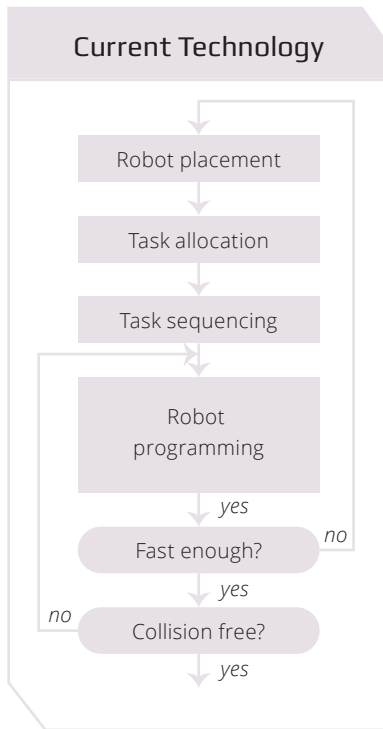 Current Technology
Robot placement
Task allocation
Task sequencing
Robot
programming
yes
no
Fast enough?
yes
no
Collision free?
yes